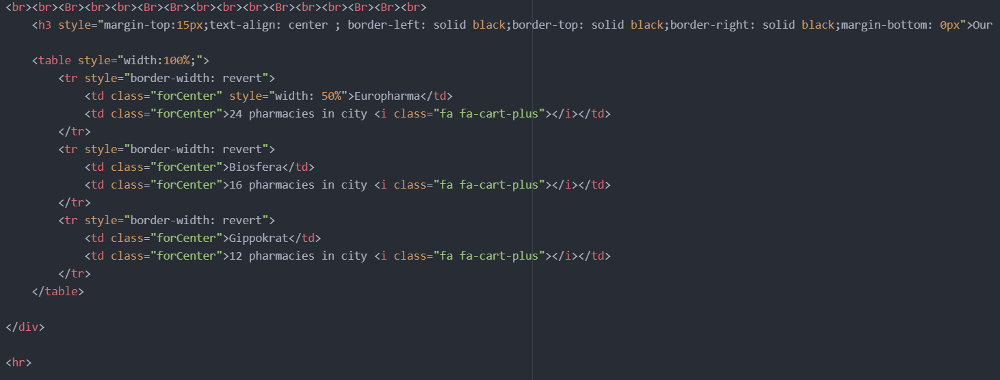 <br><br><Br><br><br><Br><Br><br><br><br><Br><br><br><Br><Br><br>
<h3 style="margin-top:15px;text-align: center ; border-left: solid black;border-top: solid black;border-right: solid black;margin-bottom: 0px">Our
<table style="width:100%;">
<tr style="border-width: revert">
<td class="forCenter" style="width: 50%">Europharma</td>
<td class="forCenter">24 pharmacies in city <i class="fa fa-cart-plus"></i></td>
</tr>
<tr style="border-width: revert">
<td class="forCenter">Biosfera</td>
<td class="forCenter">16 pharmacies in city <i class="fa fa-cart-plus"></i></td>
</tr>
<tr style="border-width: revert">
<td class="forCenter">Gippokrat</td>
<td class="forCenter">12 pharmacies in city <i class="fa fa-cart-plus"></i></td>
</tr>
</table>
</div>
<hr>